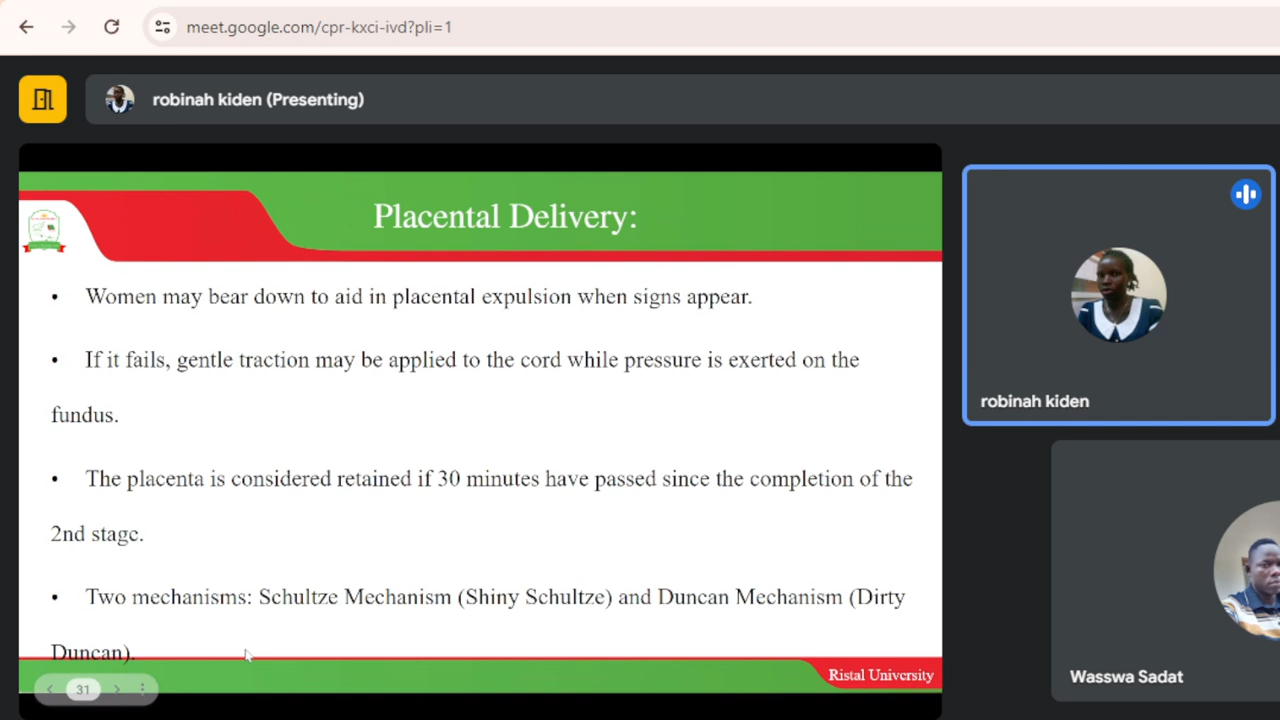 meet.google.com/cpr-kxci-ivd?pli=1
robinah kiden (Presenting)
Placental Delivery:
• Women may bear down to aid in placental expulsion when signs appear.
• If it fails, gentle traction may be applied to the cord while pressure is exerted on the
fundus.
• The placenta is considered retained if 30 minutes have passed since the completion of the
2nd stage.
• Two mechanisms: Schultze Mechanism (Shiny Schultze) and Duncan Mechanism (Dirty
Duncan).
Ristal University
31
robinah kiden
Wasswa Sadat